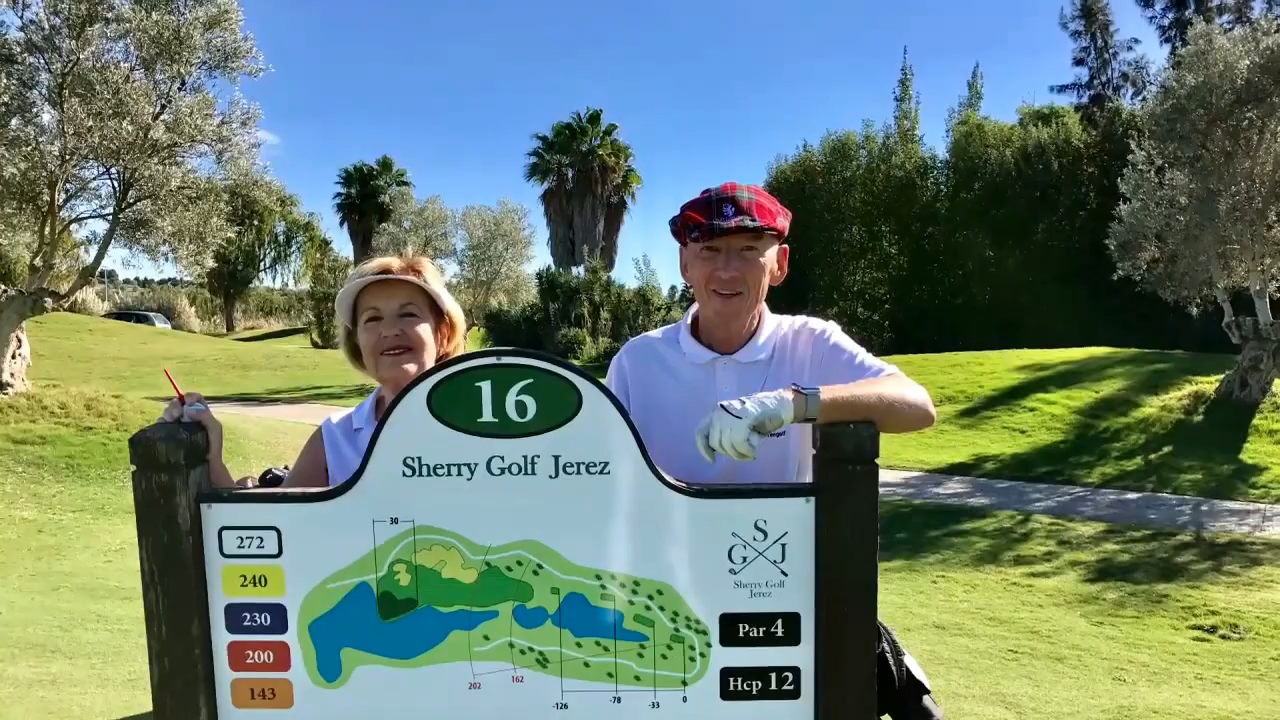 16
Sherry Golf Jerez
272
240
230
200
143
30
202
162
-126
-78
-33
0
S
G J
Sherry Golf
Jerez
Par 4
Hcp 12